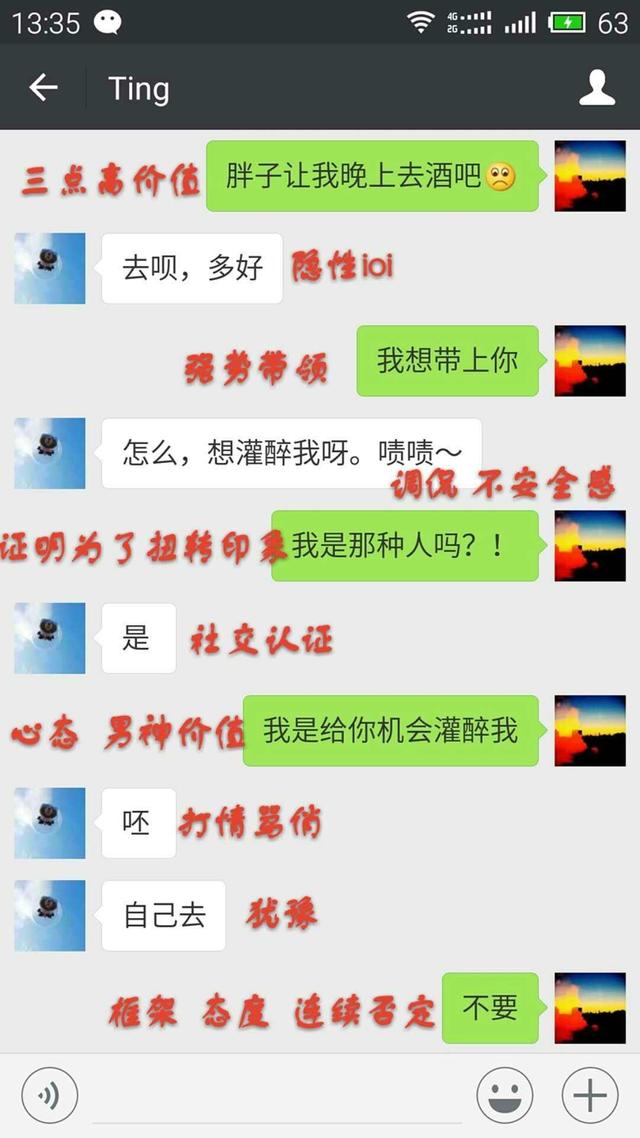 13:35 4G 2G 63
Ting
三点高价值 胖子让我晚上去酒吧
去呗，多好 隐性ioi
强势带领 我想带上你
怎么，想灌醉我呀。啧啧～
调侃 不安全感
证明为了扭转印象 我是那种人吗？！
是 社交认证
心态 男神价值 我是给你机会灌醉我
呸 打情骂俏
自己去 犹豫
框架 态度 连续否定 不要